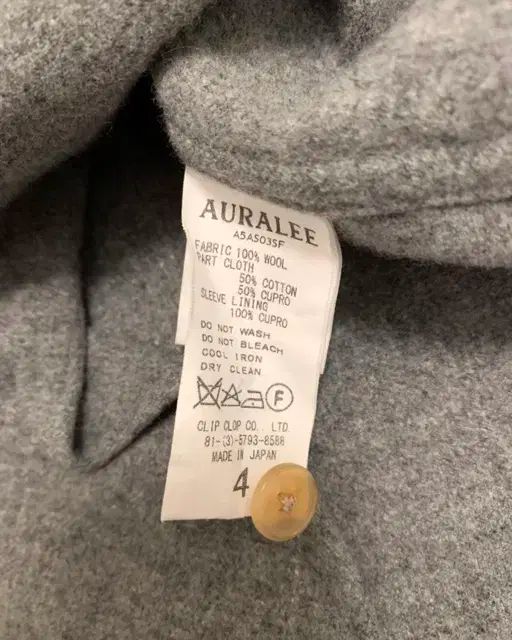 AURALEE
A5AS03SF
FABRIC 100% WOOL
PART CLOTH
50% COTTON
50% CUPRO
SLEEVE LINING
100% CUPRO
DO NOT WASH
DO NOT BLEACH
COOL IRON
DRY CLEAN
F
CLIP CLOP CO., LTD.
81-(3)-5793-8588
MADE IN JAPAN
4